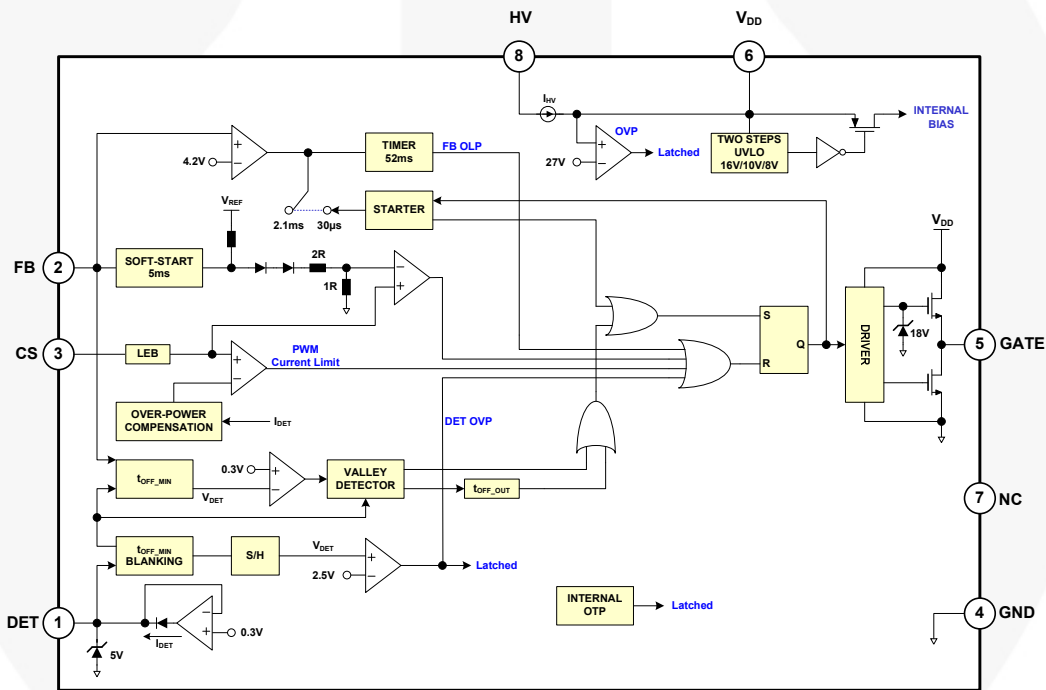 HV
VDD
8
6
IHV
INTERNAL
BIAS
OVP
+
−
27V
Latched
TWO STEPS
UVLO
16V/10V/8V
+
−
4.2V
TIMER
52ms
FB OLP
STARTER
2.1ms
30µs
VREF
FB
2
SOFT-START
5ms
2R
1R
−
+
VDD
S
R
Q
DRIVER
18V
5
GATE
CS
3
LEB
+
−
PWM
Current Limit
OVER-POWER
COMPENSATION
IDET
DET OVP
tOFF_MIN
0.3V
+
−
VDET
VALLEY
DETECTOR
tOFF_OUT
7
NC
tOFF_MIN
BLANKING
S/H
VDET
2.5V
+
−
Latched
INTERNAL
OTP
Latched
4
GND
DET
1
−
+
0.3V
IDET
5V